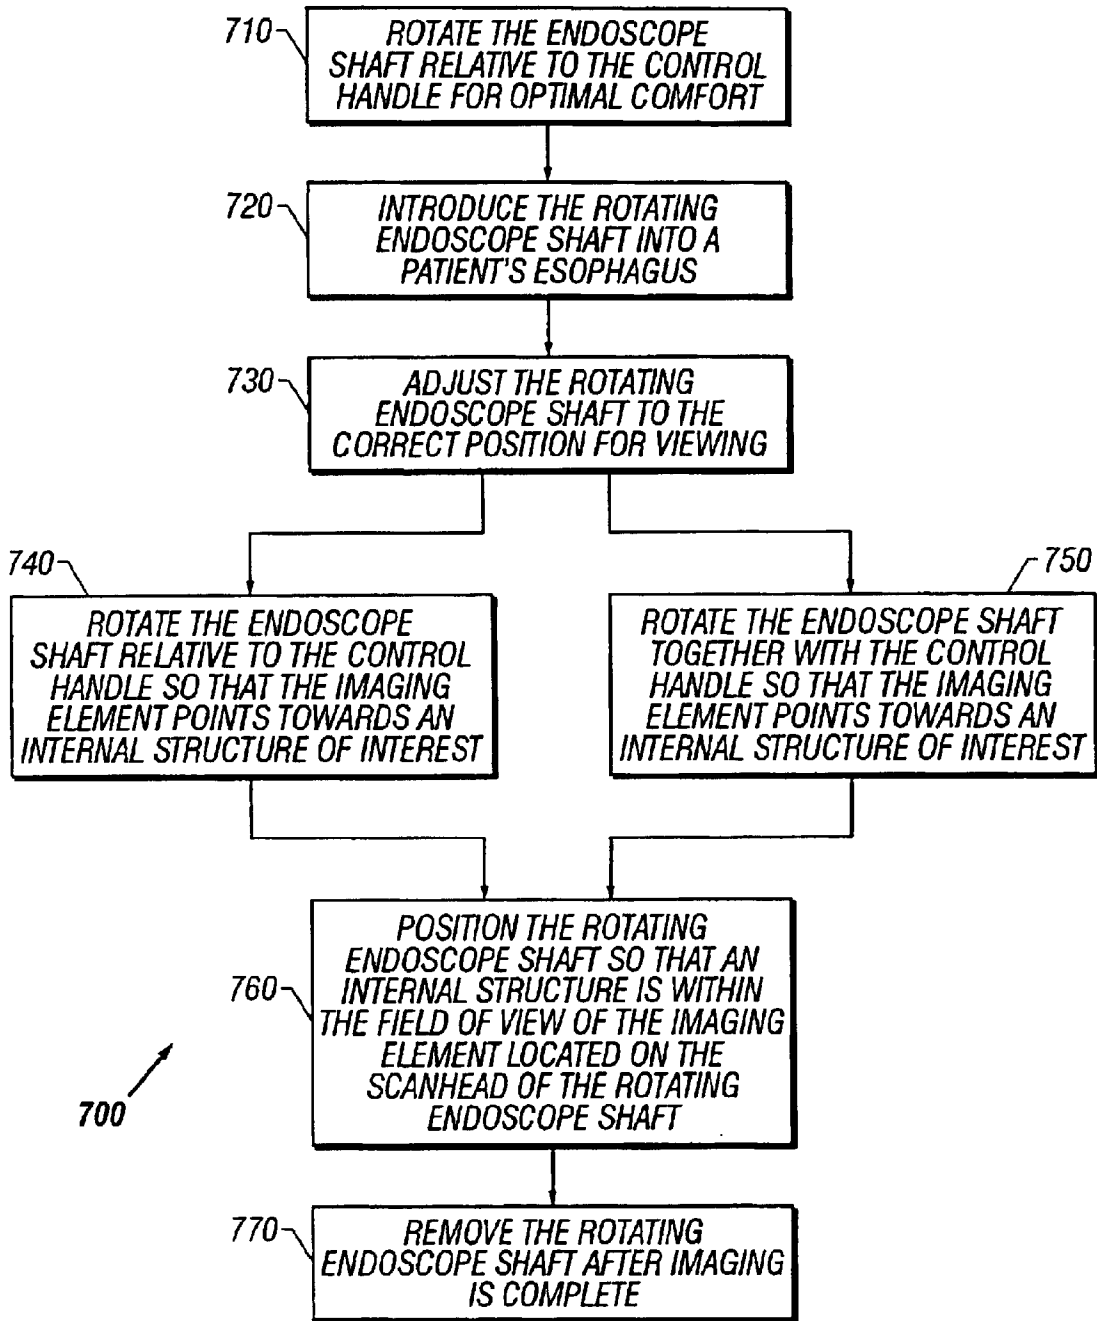 710
ROTATE THE ENDOSCOPE
SHAFT RELATIVE TO THE CONTROL
HANDLE FOR OPTIMAL COMFORT
720
INTRODUCE THE ROTATING
ENDOSCOPE SHAFT INTO A
PATIENT'S ESOPHAGUS
730
ADJUST THE ROTATING
ENDOSCOPE SHAFT TO THE
CORRECT POSITION FOR VIEWING
740
ROTATE THE ENDOSCOPE
SHAFT RELATIVE TO THE CONTROL
HANDLE SO THAT THE IMAGING
ELEMENT POINTS TOWARDS AN
INTERNAL STRUCTURE OF INTEREST
750
ROTATE THE ENDOSCOPE SHAFT
TOGETHER WITH THE CONTROL
HANDLE SO THAT THE IMAGING
ELEMENT POINTS TOWARDS AN
INTERNAL STRUCTURE OF INTEREST
760
POSITION THE ROTATING
ENDOSCOPE SHAFT SO THAT AN
INTERNAL STRUCTURE IS WITHIN
THE FIELD OF VIEW OF THE IMAGING
ELEMENT LOCATED ON THE
SCANHEAD OF THE ROTATING
ENDOSCOPE SHAFT
700
770
REMOVE THE ROTATING
ENDOSCOPE SHAFT AFTER IMAGING
IS COMPLETE